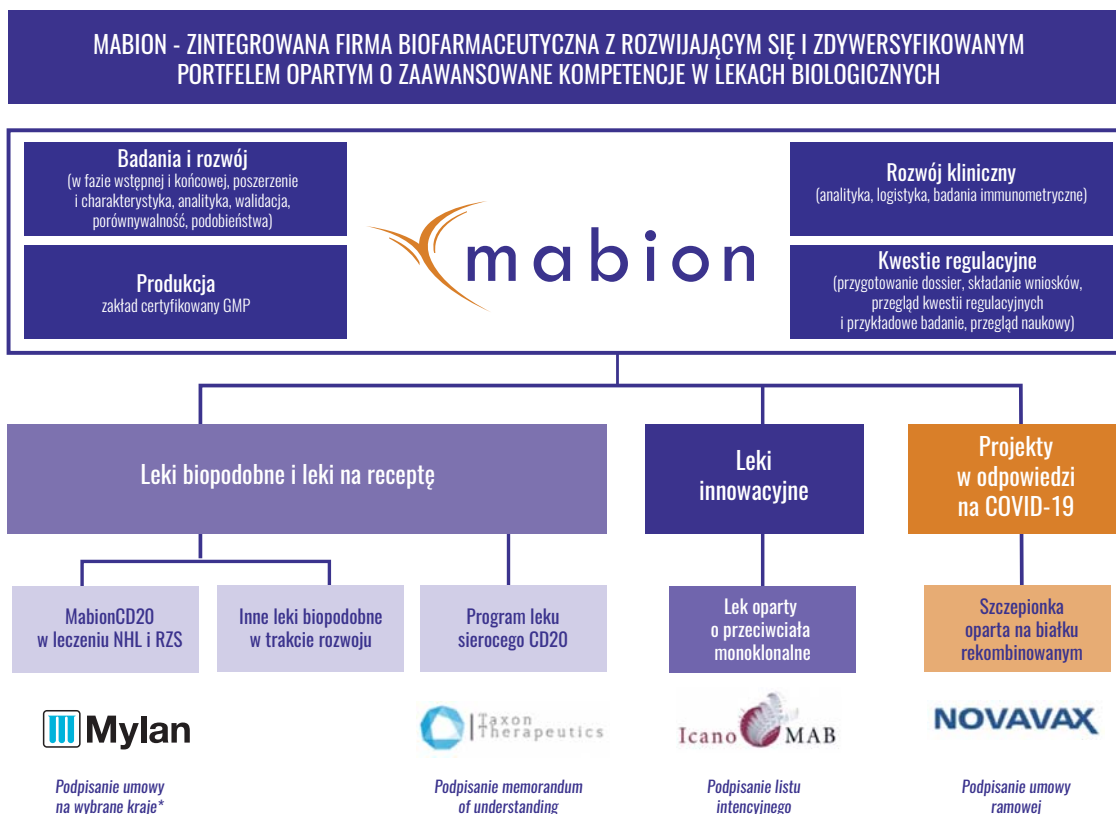 MABION - ZINTEGROWANA FIRMA BIOFARMACEUTYCZNA Z ROZWIJAJĄCYM SIĘ I ZDYWERSYFIKOWANYM
PORTFELEM OPARTYM O ZAAWANSOWANE KOMPETENCJE W LEKACH BIOLOGICZNYCH
Badania i rozwój
(w fazie wstępnej i końcowej, poszerzenie
i charakterystyka, analityka, walidacja,
porównywalność, podobieństwa)
Produkcja
zakład certyfikowany GMP
mabion
Rozwój kliniczny
(analityka, logistyka, badania immunometryczne)
Kwestie regulacyjne
(przygotowanie dossier, składanie wniosków,
przegląd kwestii regulacyjnych
i przykładowe badanie, przegląd naukowy)
Leki biopodobne i leki na receptę
Leki
innowacyjne
Projekty
w odpowiedzi
na COVID-19
MabionCD20
w leczeniu NHL i RZS
Inne leki biopodobne
w trakcie rozwoju
Program leku
sierocego CD20
Lek oparty
o przeciwciała
monoklonalne
Szczepionka
oparta na białku
rekombinowanym
Mylan
Taxon
Therapeutics
Icano MAB
NOVAVAX
Podpisanie umowy
na wybrane kraje*
Podpisanie memorandum
of understanding
Podpisanie listu
intencyjnego
Podpisanie umowy
ramowej